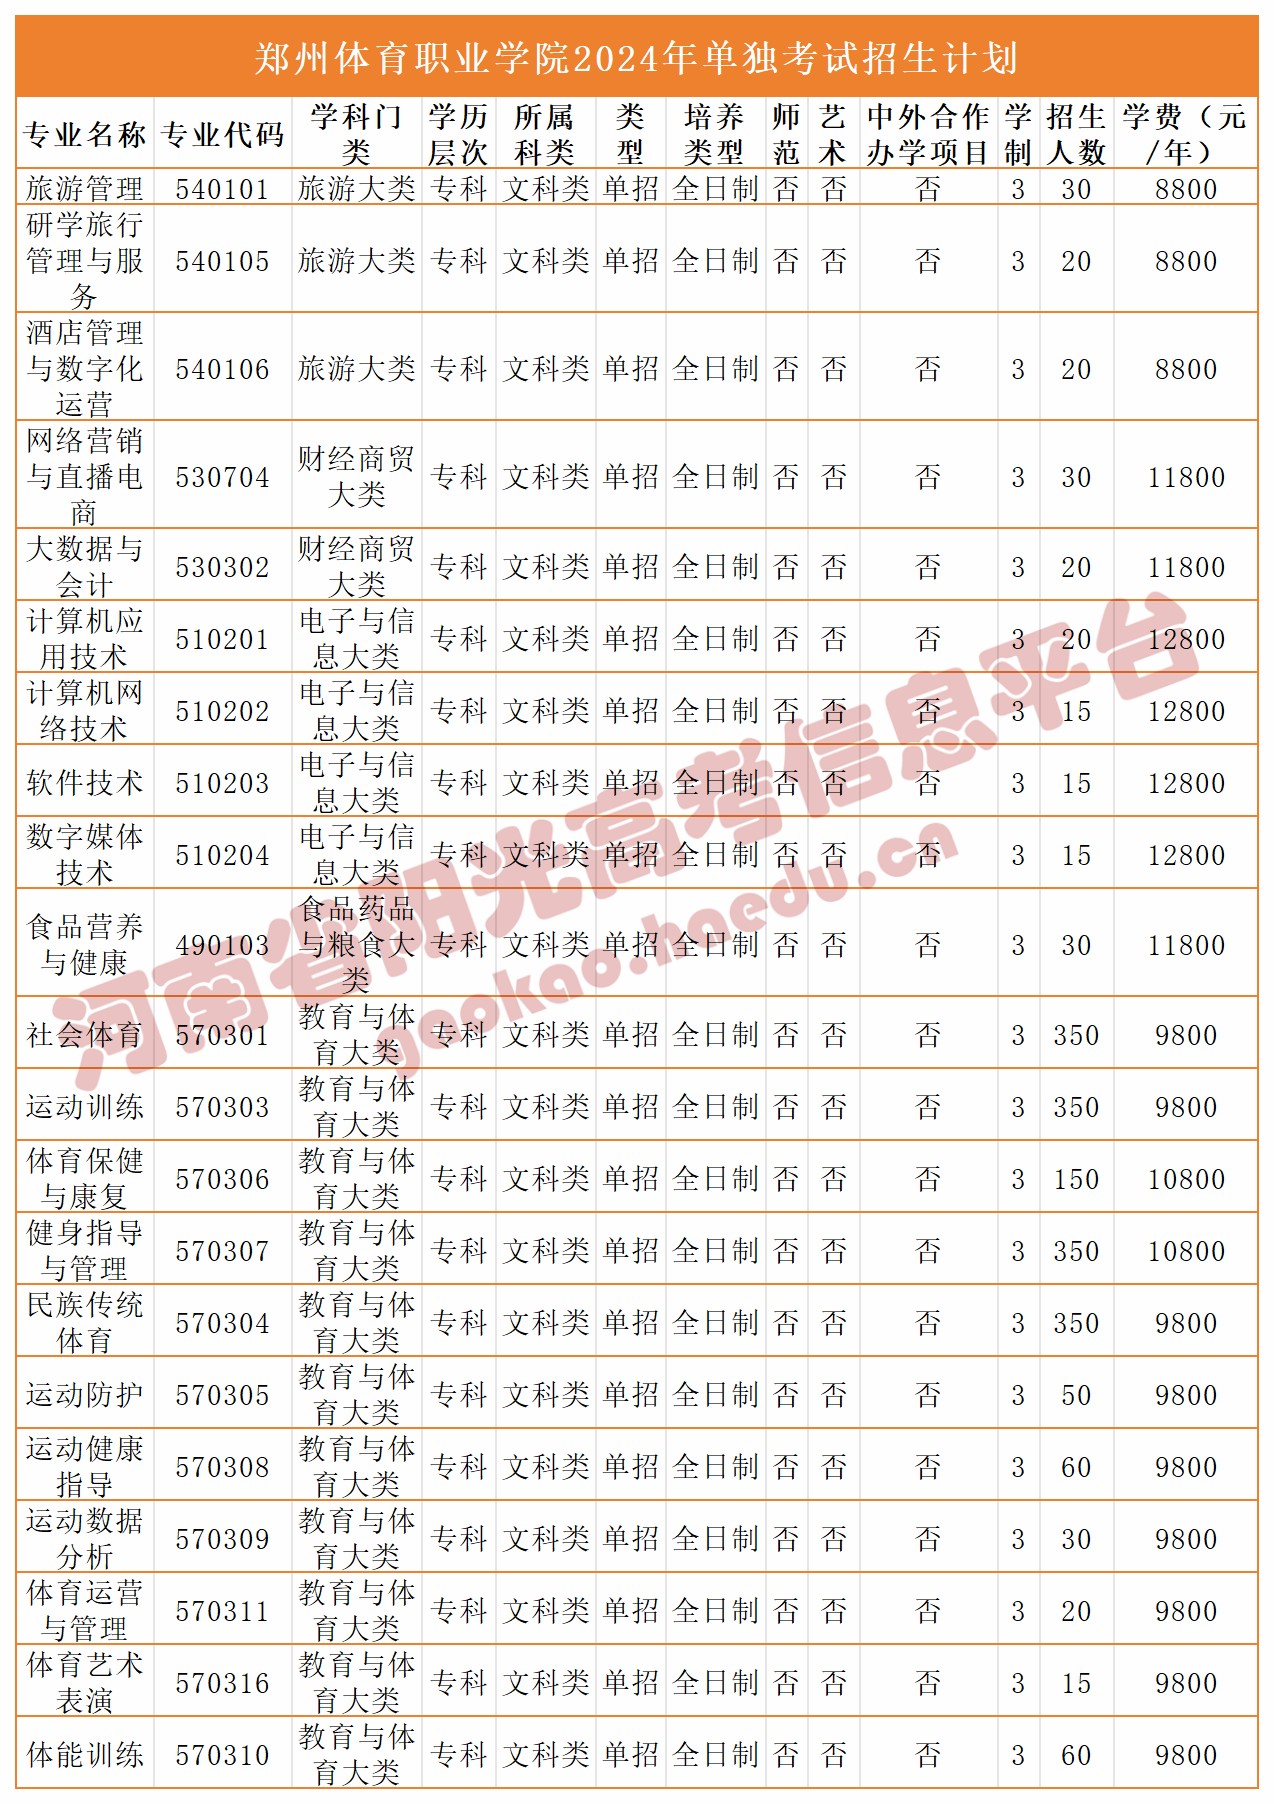 郑州体育职业学院2024年单独考试招生计划
专业名称 专业代码 学科门类 学历层次 所属科类 类型 培养类型 师范 艺术 中外合作办学项目 学制 招生人数 学费（元/年）
旅游管理 540101 旅游大类 专科 文科类 单招 全日制 否 否 否 3 30 8800
研学旅行管理与服务 540105 旅游大类 专科 文科类 单招 全日制 否 否 否 3 20 8800
酒店管理与数字化运营 540106 旅游大类 专科 文科类 单招 全日制 否 否 否 3 20 8800
网络营销与直播电商 530704 财经商贸大类 专科 文科类 单招 全日制 否 否 否 3 30 11800
大数据与会计 530302 财经商贸大类 专科 文科类 单招 全日制 否 否 否 3 20 11800
计算机应用技术 510201 电子与信息大类 专科 文科类 单招 全日制 否 否 否 3 20 12800
计算机网络技术 510202 电子与信息大类 专科 文科类 单招 全日制 否 否 否 3 15 12800
软件技术 510203 电子与信息大类 专科 文科类 单招 全日制 否 否 否 3 15 12800
数字媒体技术 510204 电子与信息大类 专科 文科类 单招 全日制 否 否 否 3 15 12800
食品营养与健康 490103 食品药品与粮食大类 专科 文科类 单招 全日制 否 否 否 3 30 11800
社会体育 570301 教育与体育大类 专科 文科类 单招 全日制 否 否 否 3 350 9800
运动训练 570303 教育与体育大类 专科 文科类 单招 全日制 否 否 否 3 350 9800
体育保健与康复 570306 教育与体育大类 专科 文科类 单招 全日制 否 否 否 3 150 10800
健身指导与管理 570307 教育与体育大类 专科 文科类 单招 全日制 否 否 否 3 350 10800
民族传统体育 570304 教育与体育大类 专科 文科类 单招 全日制 否 否 否 3 350 9800
运动防护 570305 教育与体育大类 专科 文科类 单招 全日制 否 否 否 3 50 9800
运动健康指导 570308 教育与体育大类 专科 文科类 单招 全日制 否 否 否 3 60 9800
运动数据分析 570309 教育与体育大类 专科 文科类 单招 全日制 否 否 否 3 30 9800
体育运营与管理 570311 教育与体育大类 专科 文科类 单招 全日制 否 否 否 3 20 9800
体育艺术表演 570316 教育与体育大类 专科 文科类 单招 全日制 否 否 否 3 15 9800
体能训练 570310 教育与体育大类 专科 文科类 单招 全日制 否 否 否 3 60 9800
河南省阳光高考信息平台
gaokao.haedu.cn